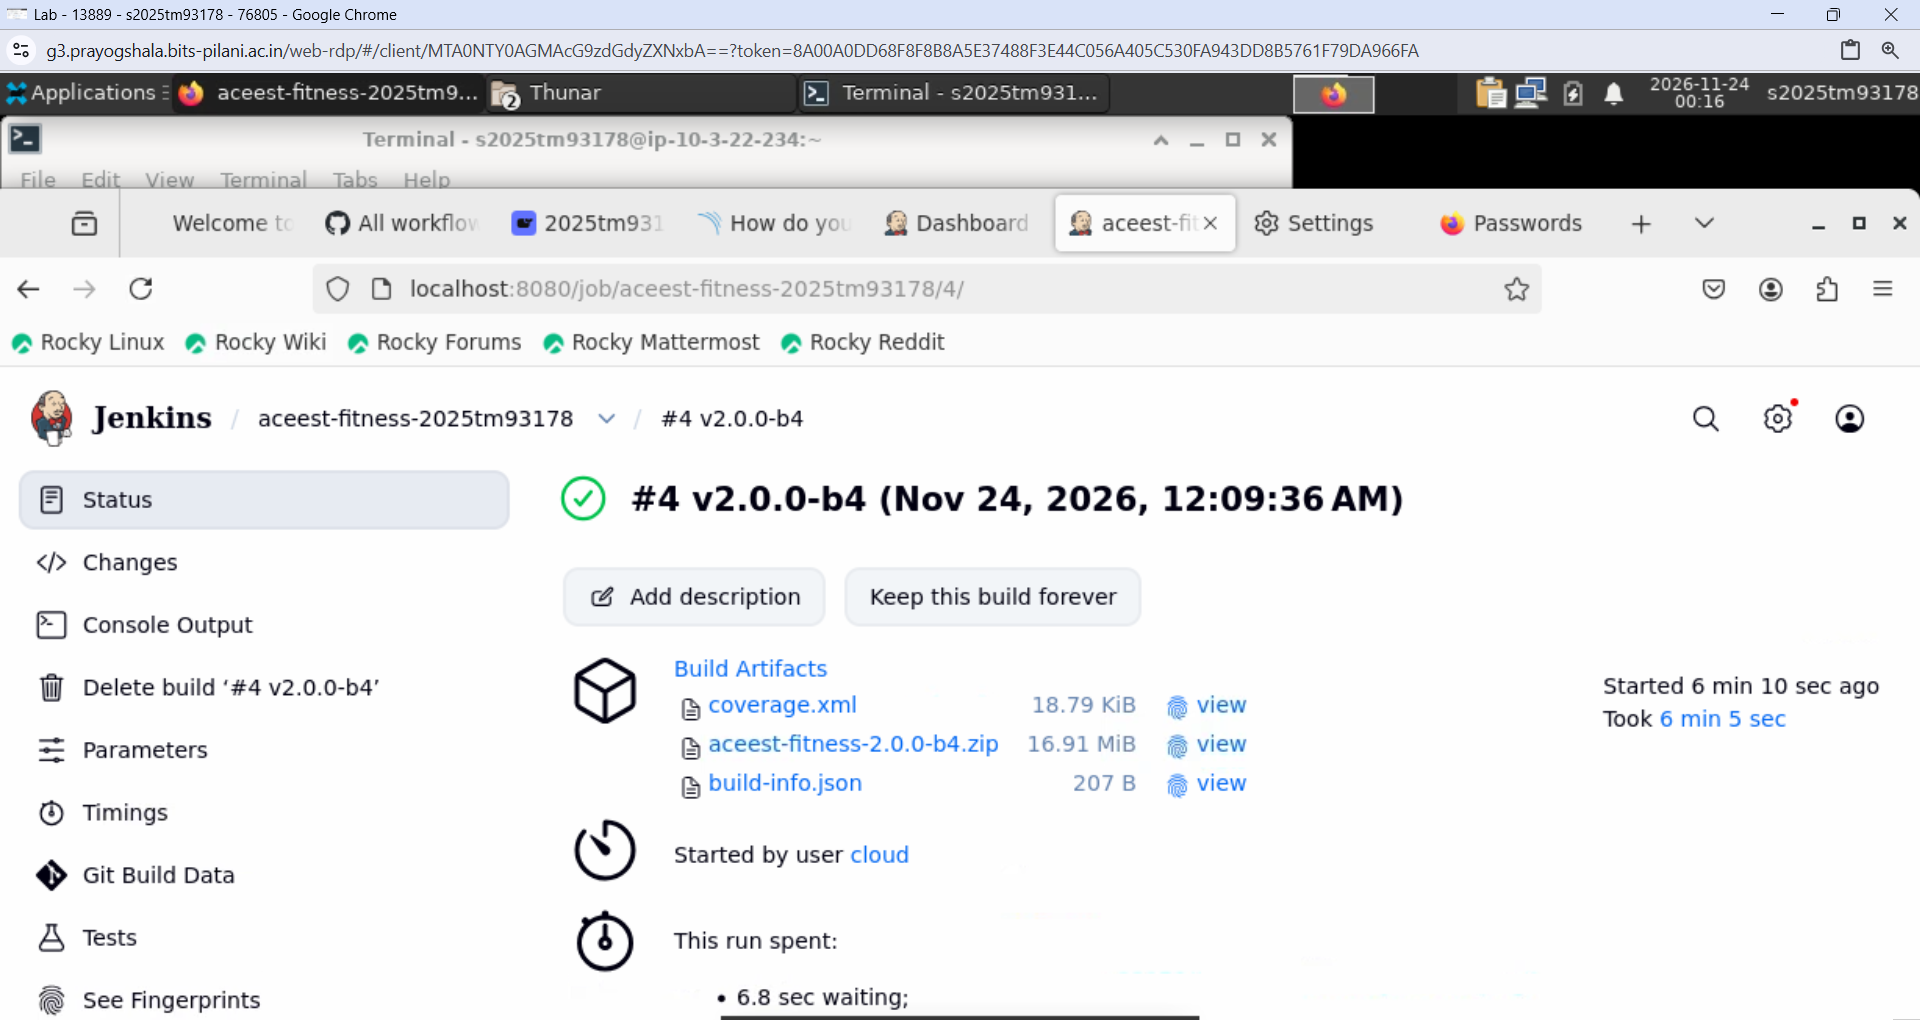 Lab - 13889 - s2025tm93178 - 76805 - Google Chrome
g3.prayogshala.bits-pilani.ac.in/web-rdp/#/client/MTA0NTY0AGMAcG9zdGdyZXNxbA==?token=8A00A0DD68F8F8B8A5E37488F3E44C056A405C530FA943DD8B5761F79DA966FA
Applications aceest-fitness-2025tm9... 2 Thunar Terminal - s2025tm931... 2026-11-24 s2025tm93178
00:16
Terminal - s2025tm93178@ip-10-3-22-234:~
File Edit View Terminal Tabs Help
Welcome to All workflow 2025tm931 How do you Dashboard aceest-fit Settings Passwords
localhost:8080/job/aceest-fitness-2025tm93178/4/
Rocky Linux Rocky Wiki Rocky Forums Rocky Mattermost Rocky Reddit
Jenkins / aceest-fitness-2025tm93178 / #4 v2.0.0-b4
Status
Changes
Console Output
Delete build ‘#4 v2.0.0-b4’
Parameters
Timings
Git Build Data
Tests
See Fingerprints
#4 v2.0.0-b4 (Nov 24, 2026, 12:09:36 AM)
Add description Keep this build forever
Build Artifacts
coverage.xml 18.79 KiB view
aceest-fitness-2.0.0-b4.zip 16.91 MiB view
build-info.json 207 B view
Started 6 min 10 sec ago
Took 6 min 5 sec
Started by user cloud
This run spent:
• 6.8 sec waiting;